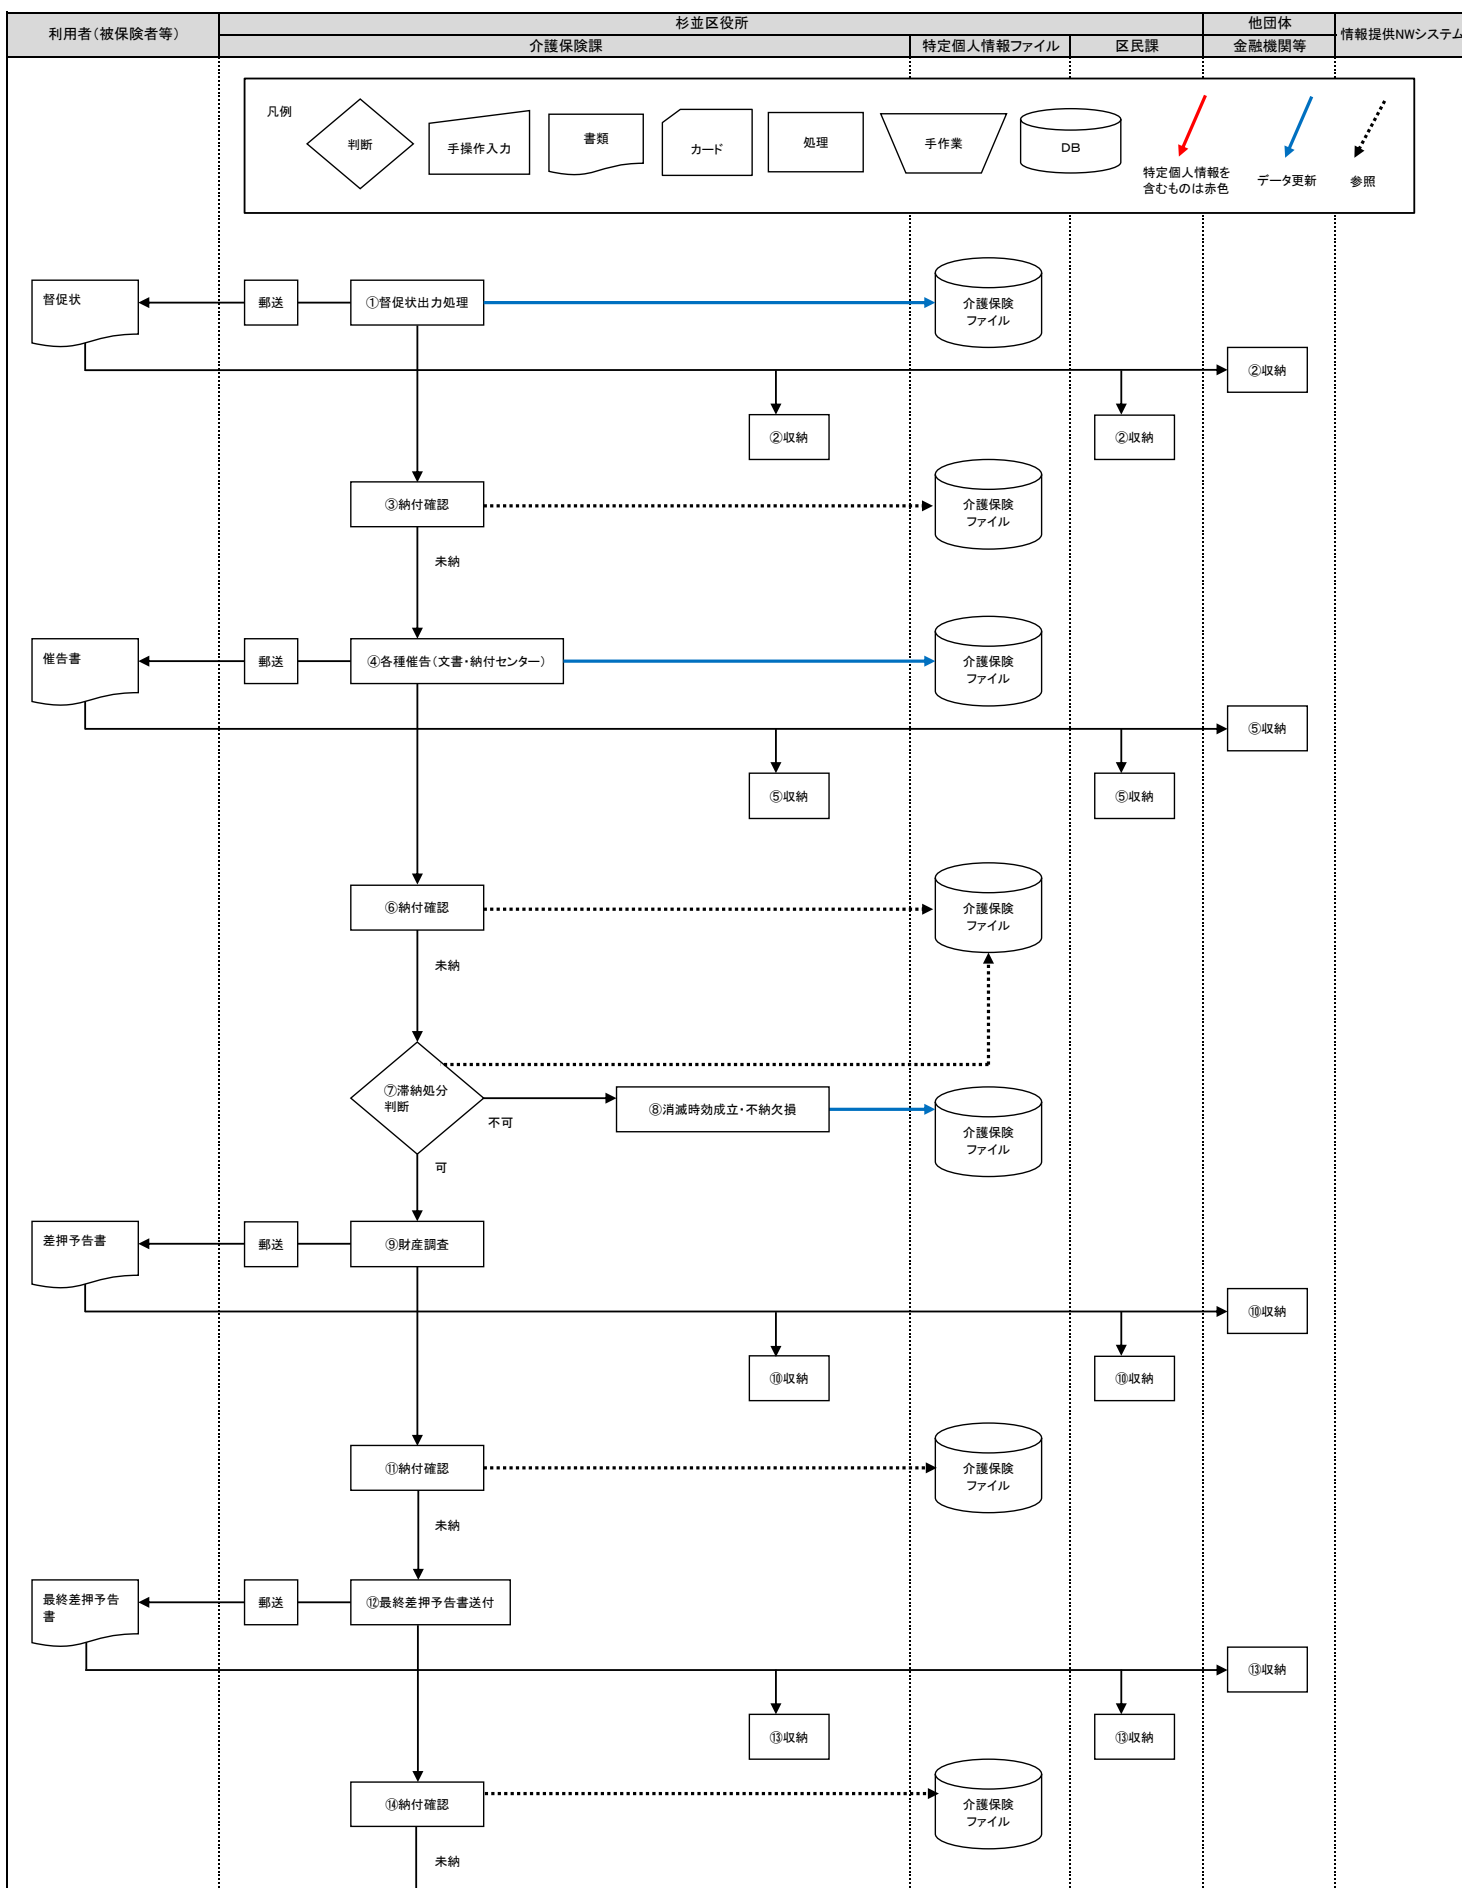 利用者(被保険者等)
杉並区役所
他団体
情報提供NWシステム
介護保険課
特定個人情報ファイル
区民課
金融機関等
凡例
判断
手操作入力
書類
カード
処理
手作業
DB
特定個人情報を
含むものは赤色
データ更新
参照
督促状
郵送
①督促状出力処理
介護保険
ファイル
②収納
②収納
②収納
③納付確認
介護保険
ファイル
未納
催告書
郵送
④各種催告(文書・納付センター)
介護保険
ファイル
⑤収納
⑤収納
⑤収納
⑥納付確認
介護保険
ファイル
未納
⑦滞納処分
判断
不可
⑧消滅時効成立・不納欠損
介護保険
ファイル
可
差押予告書
郵送
⑨財産調査
⑩収納
⑩収納
⑩収納
⑪納付確認
介護保険
ファイル
未納
最終差押予告
書
郵送
⑫最終差押予告書送付
⑬収納
⑬収納
⑬収納
⑭納付確認
介護保険
ファイル
未納